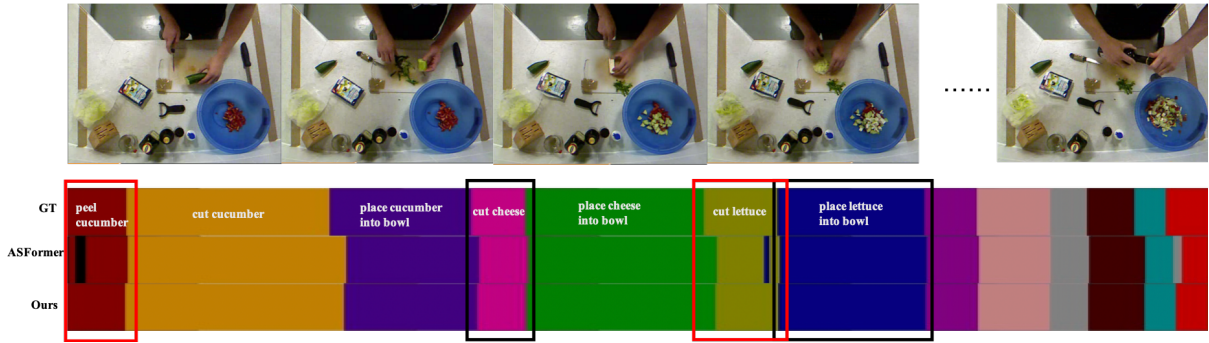 ......
GT
peel
cucumber
cut cucumber
place cucumber
into bowl
cut cheese
place cheese
into bowl
cut lettuce
place lettuce
into bowl
ASFormer
Ours